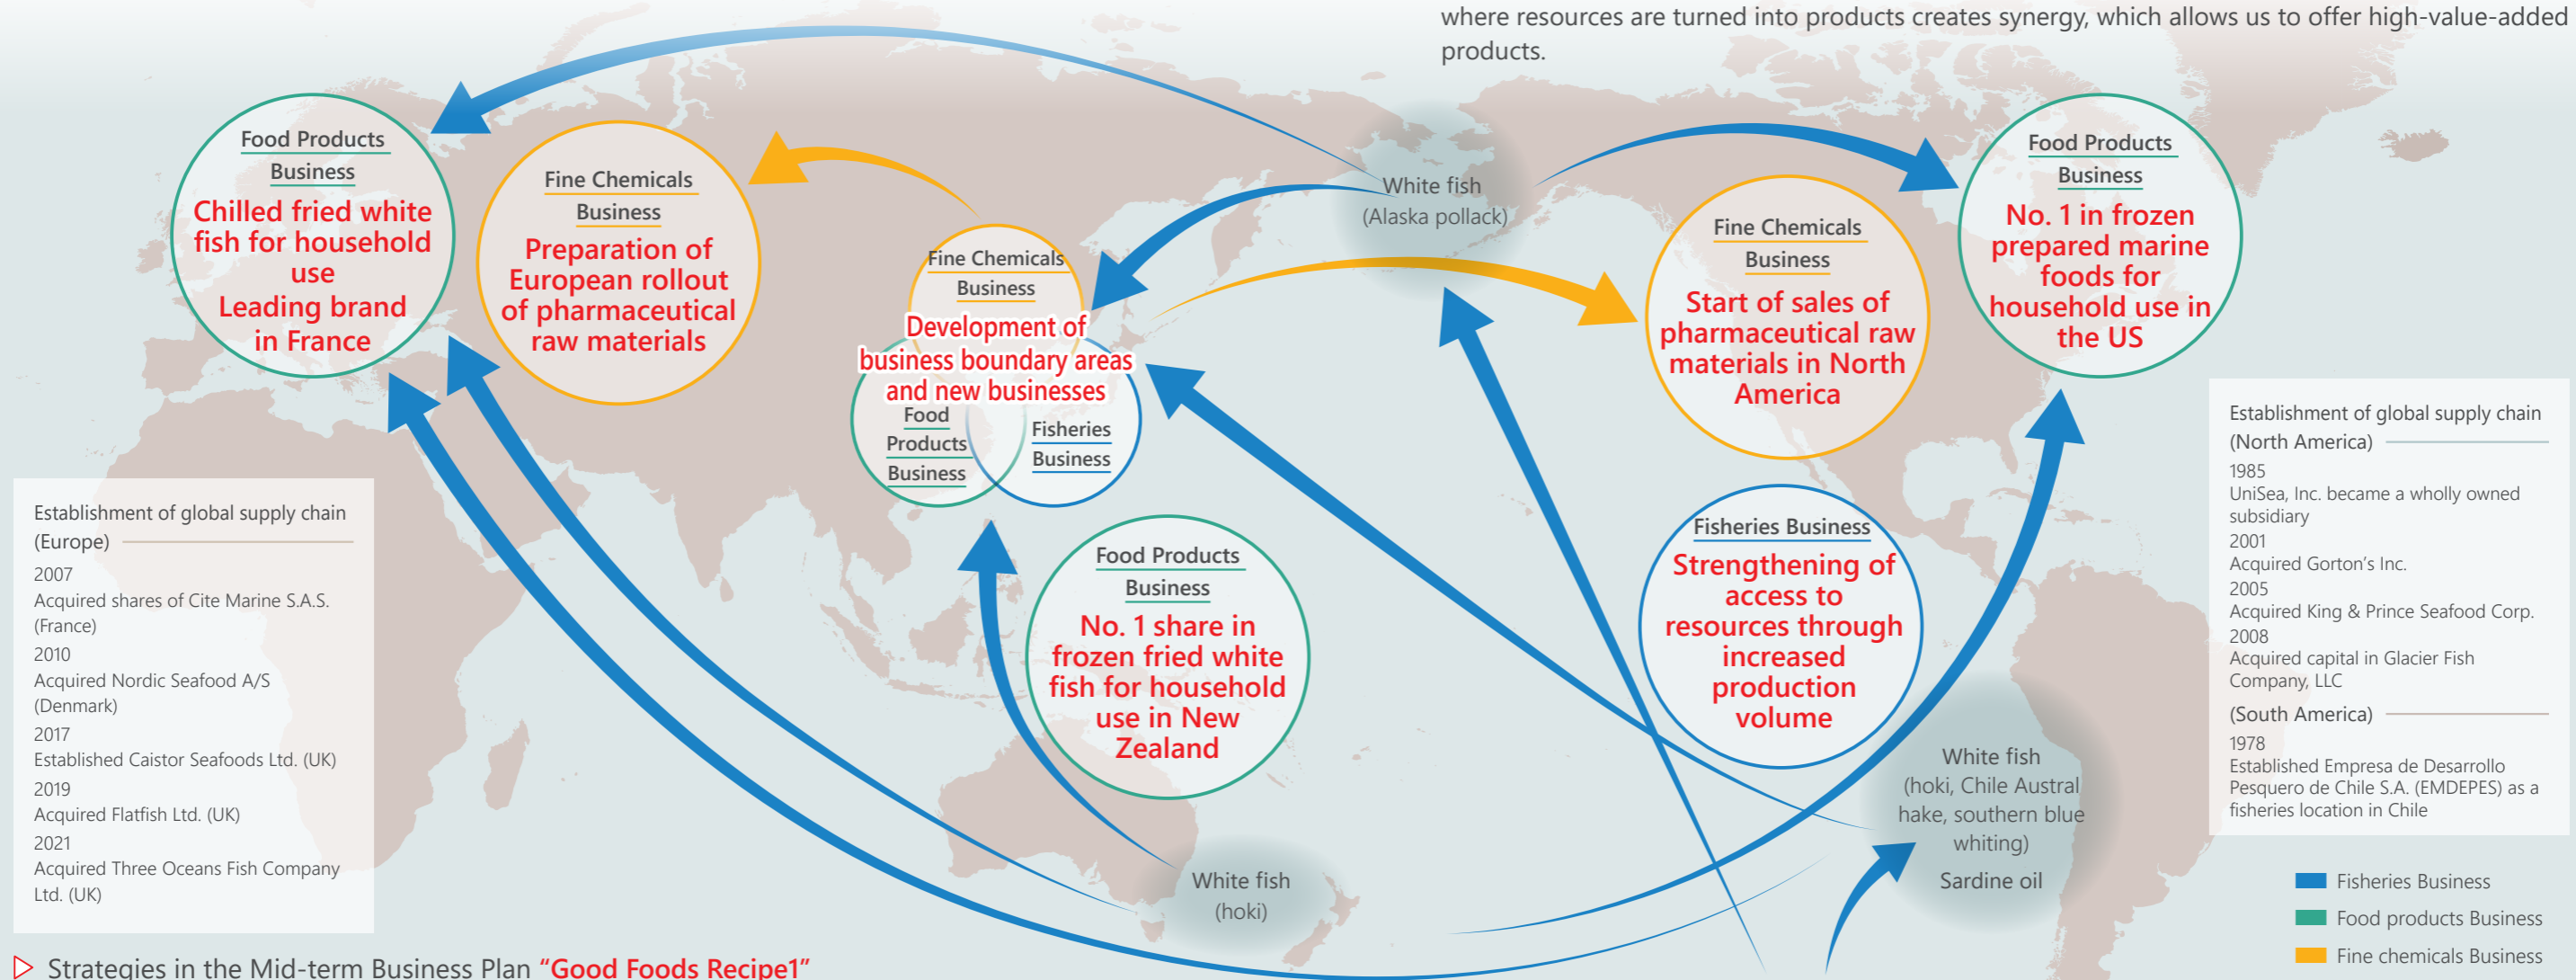 where resources are turned into products creates synergy, which allows us to offer high-value-added
products.
Food Products
Business
Chilled fried white
fish for household
use
Leading brand
in France
Fine Chemicals
Business
Preparation of
European rollout
of pharmaceutical
raw materials
Fine Chemicals
Business
Development of
business boundary areas
and new businesses
Food
Products
Business
Fisheries
Business
White fish
(Alaska pollack)
Fine Chemicals
Business
Start of sales of
pharmaceutical raw
materials in North
America
Food Products
Business
No. 1 in frozen
prepared marine
foods for
household use in
the US
Food Products
Business
No. 1 share in
frozen fried white
fish for household
use in New
Zealand
Fisheries Business
Strengthening of
access to
resources through
increased
production
volume
White fish
(hoki)
White fish
(hoki, Chile Austral
hake, southern blue
whiting)
Sardine oil
Establishment of global supply chain
(Europe)
2007
Acquired shares of Cite Marine S.A.S.
(France)
2010
Acquired Nordic Seafood A/S
(Denmark)
2017
Established Caistor Seafoods Ltd. (UK)
2019
Acquired Flatfish Ltd. (UK)
2021
Acquired Three Oceans Fish Company
Ltd. (UK)
Establishment of global supply chain
(North America)
1985
UniSea, Inc. became a wholly owned
subsidiary
2001
Acquired Gorton's Inc.
2005
Acquired King & Prince Seafood Corp.
2008
Acquired capital in Glacier Fish
Company, LLC
(South America)
1978
Established Empresa de Desarrollo
Pesquero de Chile S.A. (EMDEPES) as a
fisheries location in Chile
Fisheries Business
Food products Business
Fine chemicals Business
Strategies in the Mid-term Business Plan “Good Foods Recipe1”